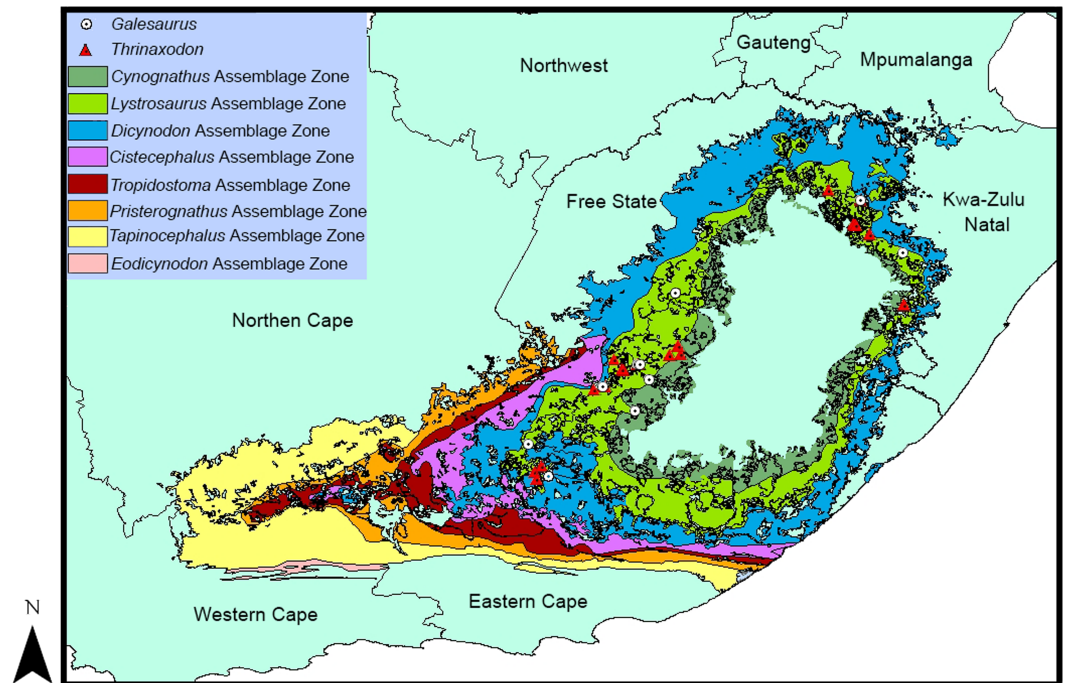 Galesaurus
Thrinaxodon
Cynognathus Assemblage Zone
Lystrosaurus Assemblage Zone
Dicynodon Assemblage Zone
Cistecephalus Assemblage Zone
Tropidostoma Assemblage Zone
Pristerognathus Assemblage Zone
Tapinocephalus Assemblage Zone
Eodicynodon Assemblage Zone
Gauteng
Northwest
Mpumalanga
Free State
Kwa-Zulu
Natal
Northen Cape
Western Cape
Eastern Cape
N